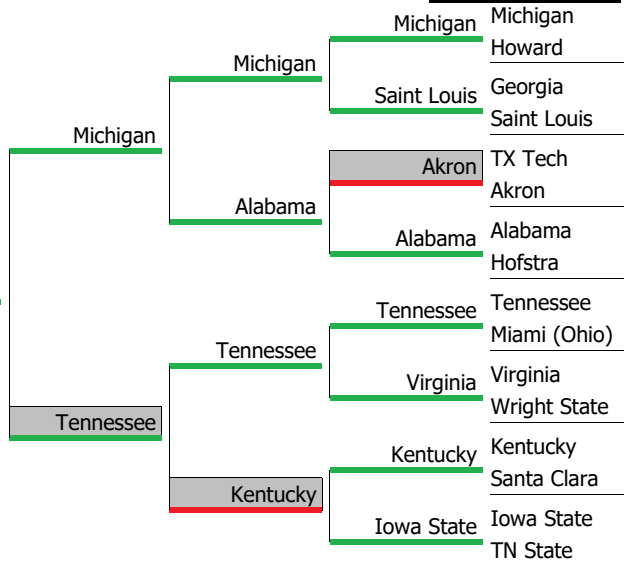 Michigan
Howard
Georgia
Saint Louis
TX Tech
Akron
Alabama
Hofstra
Tennessee
Miami (Ohio)
Virginia
Wright State
Kentucky
Santa Clara
Iowa State
TN State
Michigan
Saint Louis
Akron
Alabama
Tennessee
Virginia
Kentucky
Iowa State
Michigan
Alabama
Tennessee
Kentucky
Michigan
Tennessee